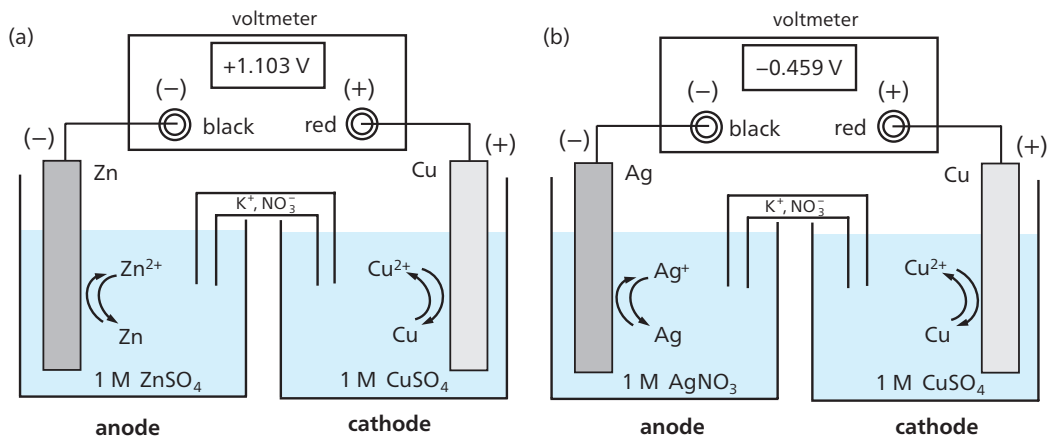 (a)
voltmeter
+1.103 V
(−)
(+)
black
red
(−)
(+)
Zn
Cu
K⁺, NO₃⁻
Zn²⁺
Zn
Cu²⁺
Cu
1 M ZnSO₄
1 M CuSO₄
anode
cathode
(b)
voltmeter
−0.459 V
(−)
(+)
black
red
(−)
(+)
Ag
Cu
K⁺, NO₃⁻
Ag⁺
Ag
Cu²⁺
Cu
1 M AgNO₃
1 M CuSO₄
anode
cathode